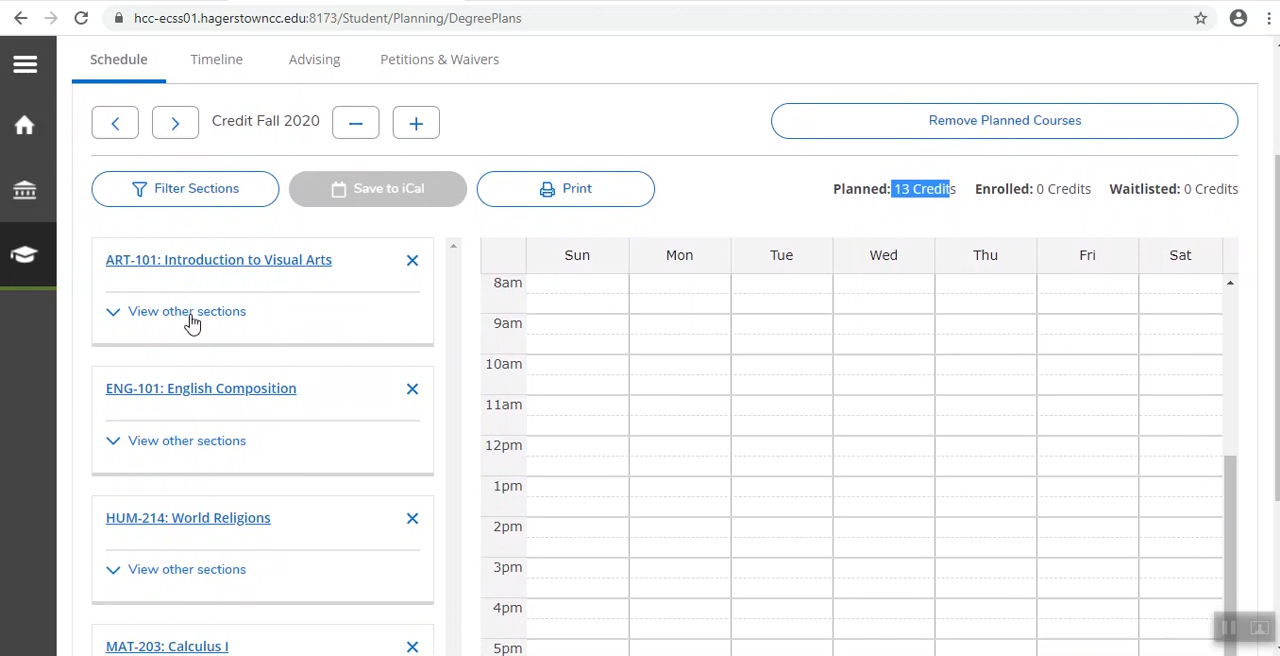 hcc-ecss01.hagerstowncc.edu:8173/Student/Planning/DegreePlans
Schedule Timeline Advising Petitions & Waivers
Credit Fall 2020 Remove Planned Courses
Filter Sections Save to iCal Print Planned: 13 Credits Enrolled: 0 Credits Waitlisted: 0 Credits
Sun Mon Tue Wed Thu Fri Sat
ART-101: Introduction to Visual Arts
View other sections
ENG-101: English Composition
View other sections
HUM-214: World Religions
View other sections
MAT-203: Calculus I
8am
9am
10am
11am
12pm
1pm
2pm
3pm
4pm
5pm